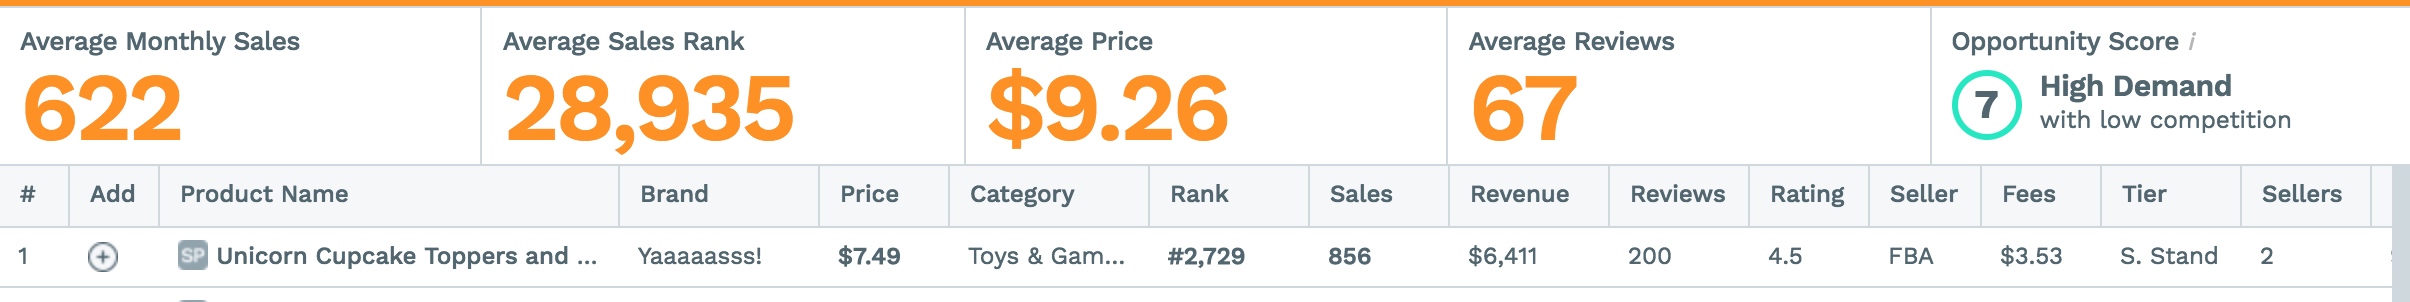 Average Monthly Sales
622
Average Sales Rank
28,935
Average Price
$9.26
Average Reviews
67
Opportunity Score i
7
High Demand
with low competition
# Add Product Name Brand Price Category Rank Sales Revenue Reviews Rating Seller Fees Tier Sellers
1 SP Unicorn Cupcake Toppers and ... Yaaaaasss! $7.49 Toys & Gam... #2,729 856 $6,411 200 4.5 FBA $3.53 S. Stand 2